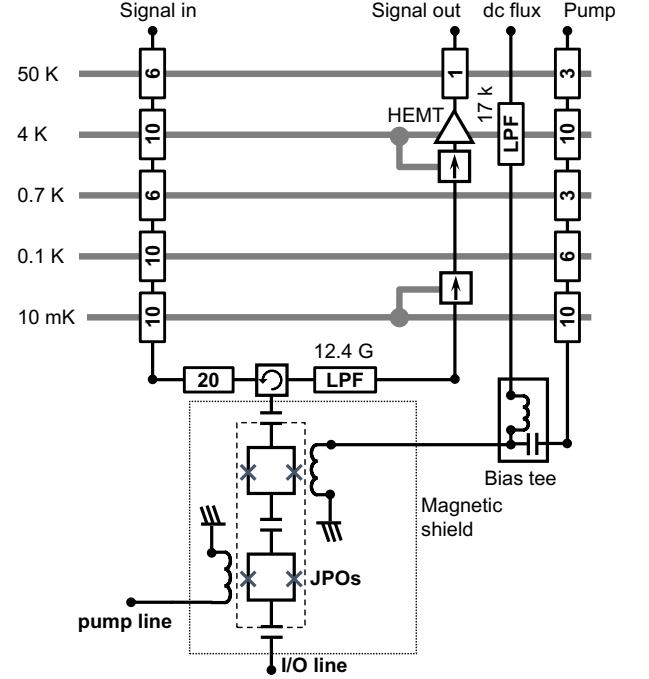 Signal in
Signal out
dc flux
Pump
50 K
6
1
3
4 K
10
HEMT
17 k
LPF
10
0.7 K
6
3
0.1 K
10
6
10 mK
10
10
20
12.4 G
LPF
Bias tee
Magnetic
shield
JPOs
pump line
I/O line